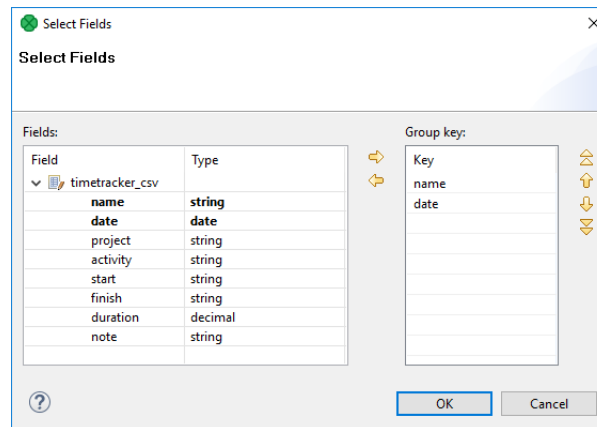 Select Fields
Select Fields
Fields:
Field Type
timetracker_csv
name string
date date
project string
activity string
start string
finish string
duration decimal
note string
Group key:
Key
name
date
OK Cancel